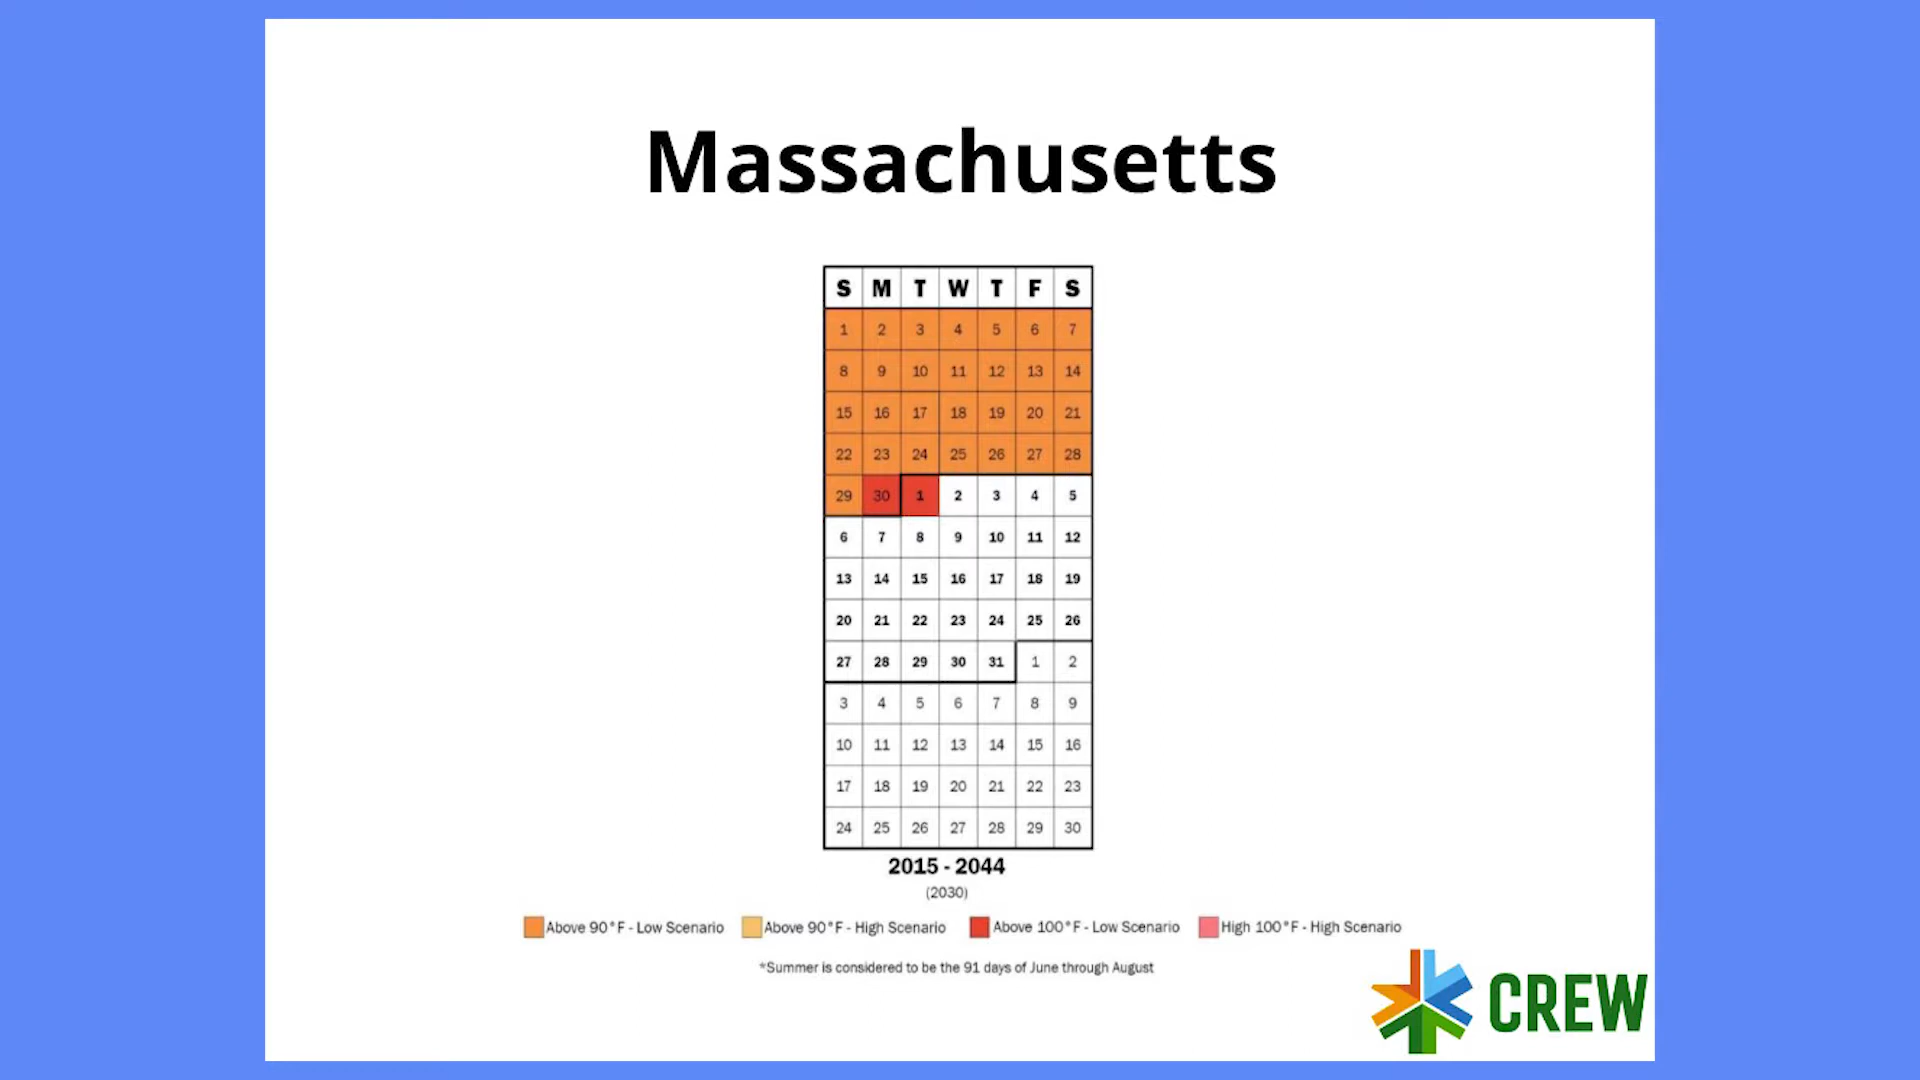 Massachusetts
S M T W T F S
1 2 3 4 5 6 7
8 9 10 11 12 13 14
15 16 17 18 19 20 21
22 23 24 25 26 27 28
29 30 1 2 3 4 5
6 7 8 9 10 11 12
13 14 15 16 17 18 19
20 21 22 23 24 25 26
27 28 29 30 31 1 2
3 4 5 6 7 8 9
10 11 12 13 14 15 16
17 18 19 20 21 22 23
24 25 26 27 28 29 30
2015 - 2044
(2030)
Above 90°F - Low Scenario Above 90°F - High Scenario Above 100°F - Low Scenario High 100°F - High Scenario
*Summer is considered to be the 91 days of June through August
CREW